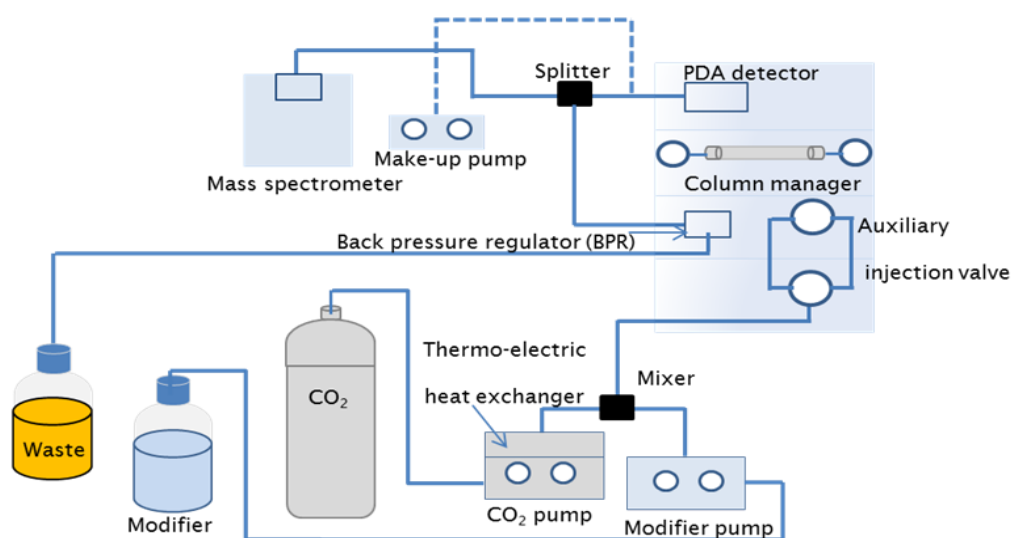 Splitter
PDA detector
Make-up pump
Mass spectrometer
Column manager
Auxiliary
injection valve
Back pressure regulator (BPR)
Thermo-electric
heat exchanger
Mixer
CO₂
Waste
Modifier
CO₂ pump
Modifier pump